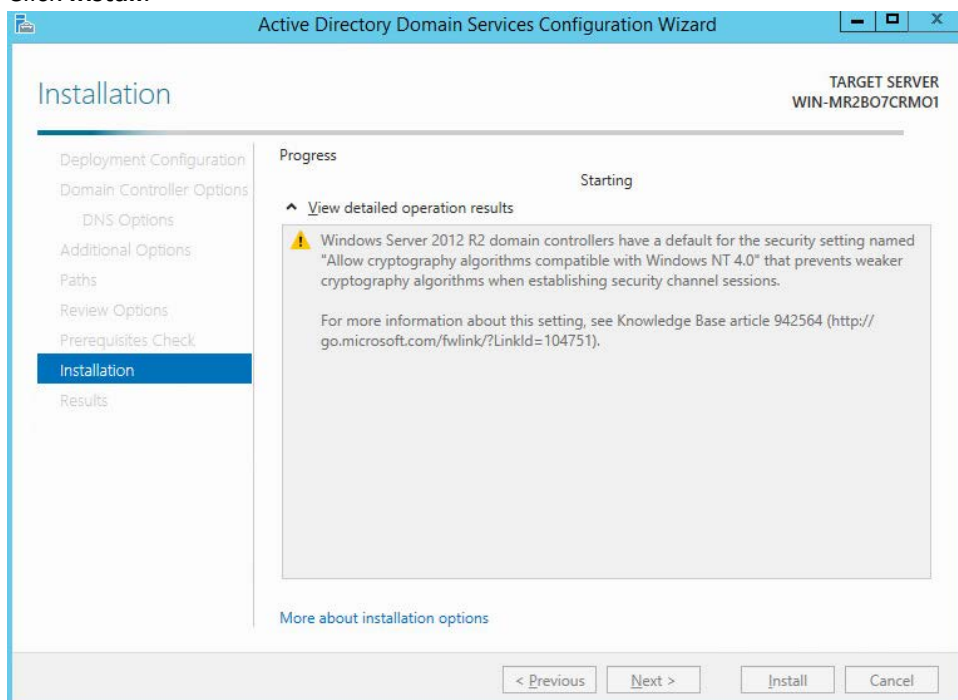 Active Directory Domain Services Configuration Wizard
Installation
TARGET SERVER
WIN-MR2BO7CRMO1
Deployment Configuration
Domain Controller Options
DNS Options
Additional Options
Paths
Review Options
Prerequisites Check
Installation
Results
Progress
Starting
View detailed operation results
Windows Server 2012 R2 domain controllers have a default for the security setting named
"Allow cryptography algorithms compatible with Windows NT 4.0" that prevents weaker
cryptography algorithms when establishing security channel sessions.
For more information about this setting, see Knowledge Base article 942564 (http://
go.microsoft.com/fwlink/?LinkId=104751).
More about installation options
< Previous
Next >
Install
Cancel